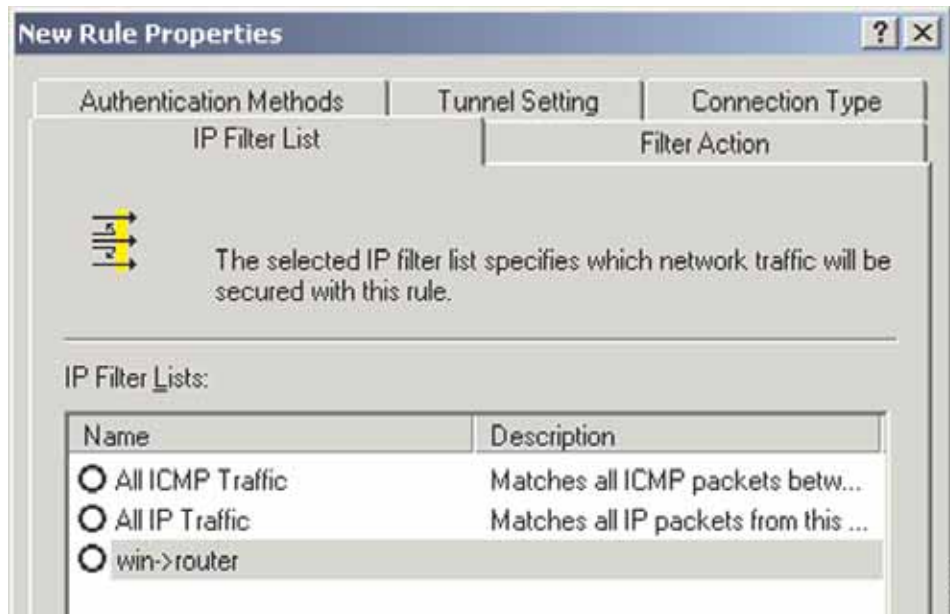 New Rule Properties
Authentication Methods
Tunnel Setting
Connection Type
IP Filter List
Filter Action
The selected IP filter list specifies which network traffic will be
secured with this rule.
IP Filter Lists:
Name Description
All ICMP Traffic Matches all ICMP packets betw...
All IP Traffic Matches all IP packets from this ...
win->router